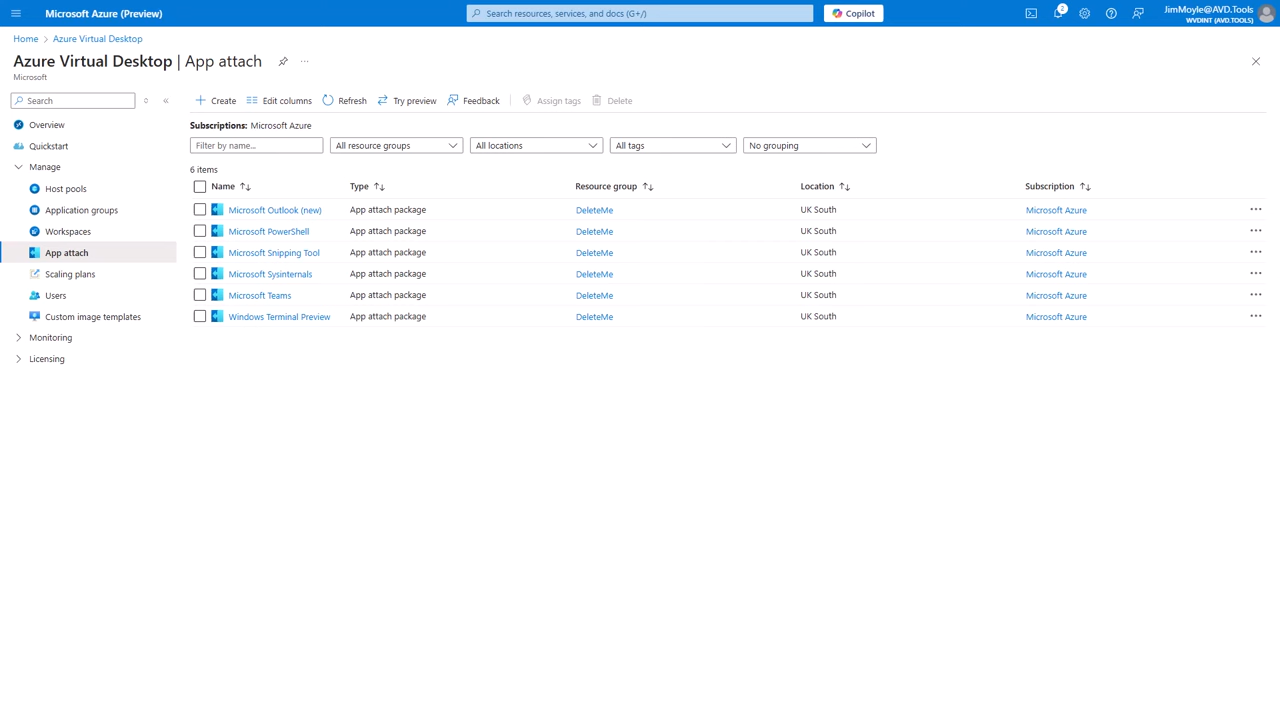 Microsoft Azure (Preview)
Search resources, services, and docs (G+/)
Copilot
2
JimMoyle@AVD.Tools
WVDINT (AVD.TOOLS)
Home > Azure Virtual Desktop
Azure Virtual Desktop | App attach
Microsoft
Search
Create Edit columns Refresh Try preview Feedback Assign tags Delete
Overview
Quickstart
Manage
Host pools
Application groups
Workspaces
App attach
Scaling plans
Users
Custom image templates
Monitoring
Licensing
Subscriptions: Microsoft Azure
Filter by name... All resource groups All locations All tags No grouping
6 items
Name Type Resource group Location Subscription
Microsoft Outlook (new) App attach package DeleteMe UK South Microsoft Azure
Microsoft PowerShell App attach package DeleteMe UK South Microsoft Azure
Microsoft Snipping Tool App attach package DeleteMe UK South Microsoft Azure
Microsoft Sysinternals App attach package DeleteMe UK South Microsoft Azure
Microsoft Teams App attach package DeleteMe UK South Microsoft Azure
Windows Terminal Preview App attach package DeleteMe UK South Microsoft Azure